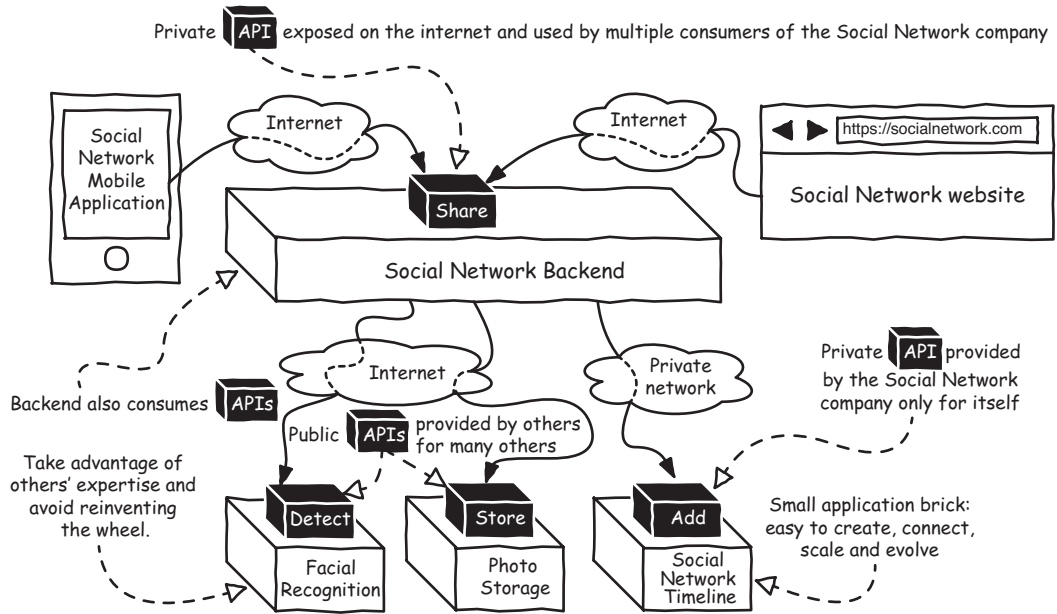 Private API exposed on the internet and used by multiple consumers of the Social Network company
Social
Network
Mobile
Application
Internet
Internet
https://socialnetwork.com
Social Network website
Share
Social Network Backend
Internet
Private
network
Private API provided
by the Social Network
company only for itself
Backend also consumes APIs
Public APIs provided by others
for many others
Take advantage of
others' expertise and
avoid reinventing
the wheel.
Detect
Facial
Recognition
Store
Photo
Storage
Add
Social
Network
Timeline
Small application brick:
easy to create, connect,
scale and evolve